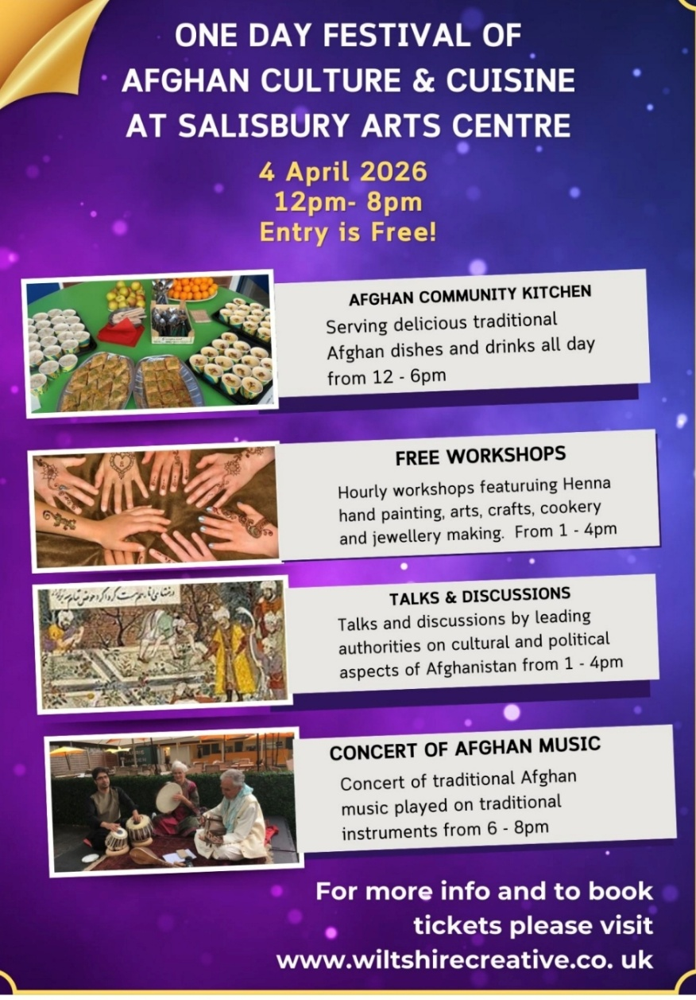 ONE DAY FESTIVAL OF
AFGHAN CULTURE & CUISINE
AT SALISBURY ARTS CENTRE
4 April 2026
12pm- 8pm
Entry is Free!
AFGHAN COMMUNITY KITCHEN
Serving delicious traditional
Afghan dishes and drinks all day
from 12 - 6pm
FREE WORKSHOPS
Hourly workshops featuruing Henna
hand painting, arts, crafts, cookery
and jewellery making. From 1 - 4pm
TALKS & DISCUSSIONS
Talks and discussions by leading
authorities on cultural and political
aspects of Afghanistan from 1 - 4pm
CONCERT OF AFGHAN MUSIC
Concert of traditional Afghan
music played on traditional
instruments from 6 - 8pm
For more info and to book
tickets please visit
www.wiltshirecreative.co. uk